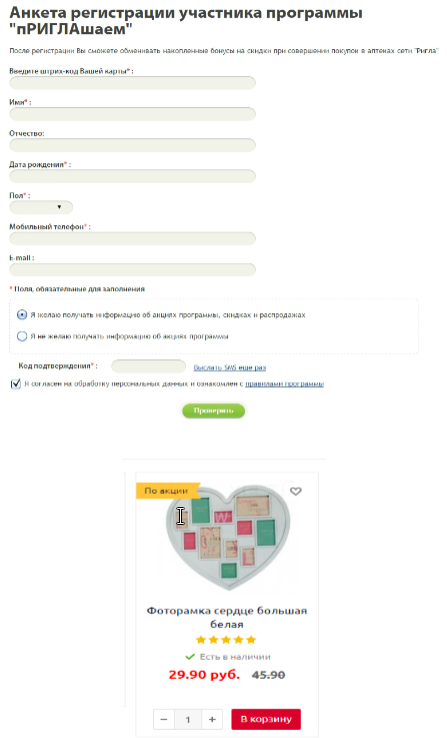 Анкета регистрации участника программы
"пРИГЛАшаем"
После регистрации Вы сможете обменивать накопленные бонусы на скидки при совершении покупок в аптеках сети "Ригла"
Введите штрих-код Вашей карты* :
Имя* :
Отчество:
Дата рождения* :
Пол* :
Мобильный телефон* :
E-mail :
* Поля, обязательные для заполнения
Я желаю получать информацию об акциях программы, скидках и распродажах
Я не желаю получать информацию об акциях программы
Код подтверждения* :
Выслать SMS еще раз
Я согласен на обработку персональных данных и ознакомлен с правилами программы
Проверить
По акции
Фоторамка сердце большая
белая
Есть в наличии
29.90 руб. 45.90
− 1 + В корзину